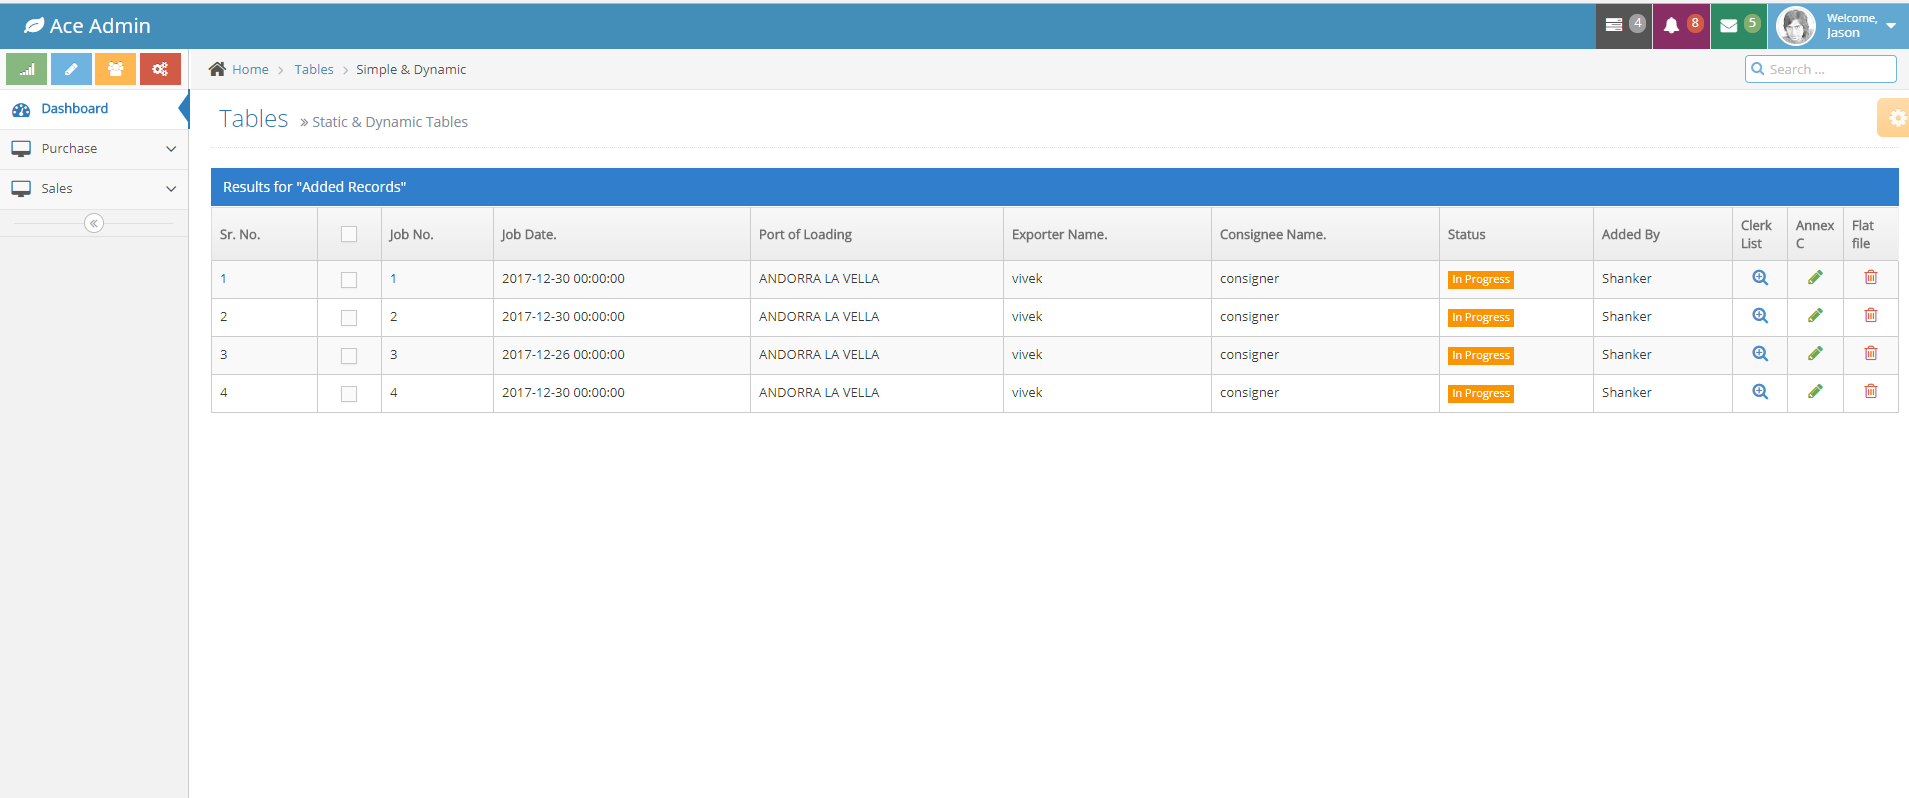 Ace Admin
4
8
5
Welcome,
Jason
Home > Tables > Simple & Dynamic
Search ...
Dashboard
Purchase
Sales
Tables » Static & Dynamic Tables
Results for "Added Records"
Sr. No. Job No. Job Date. Port of Loading Exporter Name. Consignee Name. Status Added By Clerk List Annex C Flat file
1 1 2017-12-30 00:00:00 ANDORRA LA VELLA vivek consigner In Progress Shanker
2 2 2017-12-30 00:00:00 ANDORRA LA VELLA vivek consigner In Progress Shanker
3 3 2017-12-26 00:00:00 ANDORRA LA VELLA vivek consigner In Progress Shanker
4 4 2017-12-30 00:00:00 ANDORRA LA VELLA vivek consigner In Progress Shanker